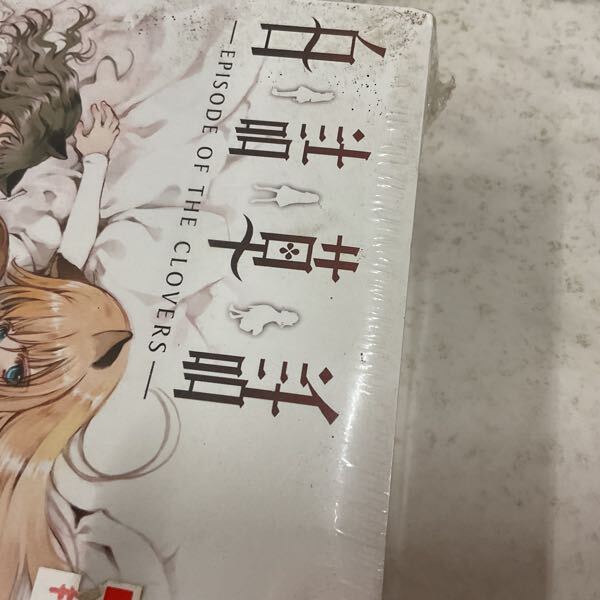 白詰草話
—EPISODE OF THE CLOVERS—